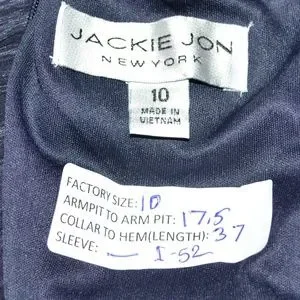 JACKIE JON
NEW YORK
10
MADE IN
VIETNAM
FACTORY SIZE: 10
ARMPIT TO ARM PIT: 17.5
COLLAR TO HEM(LENGTH): 37
SLEEVE: — I-52